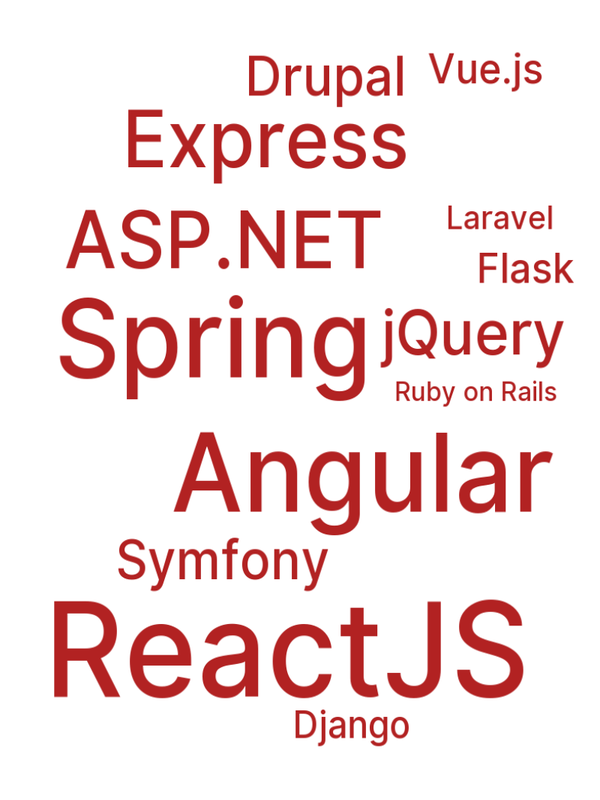 Drupal
Vue.js
Express
ASP.NET
Laravel
Flask
Spring
jQuery
Ruby on Rails
Angular
Symfony
ReactJS
Django